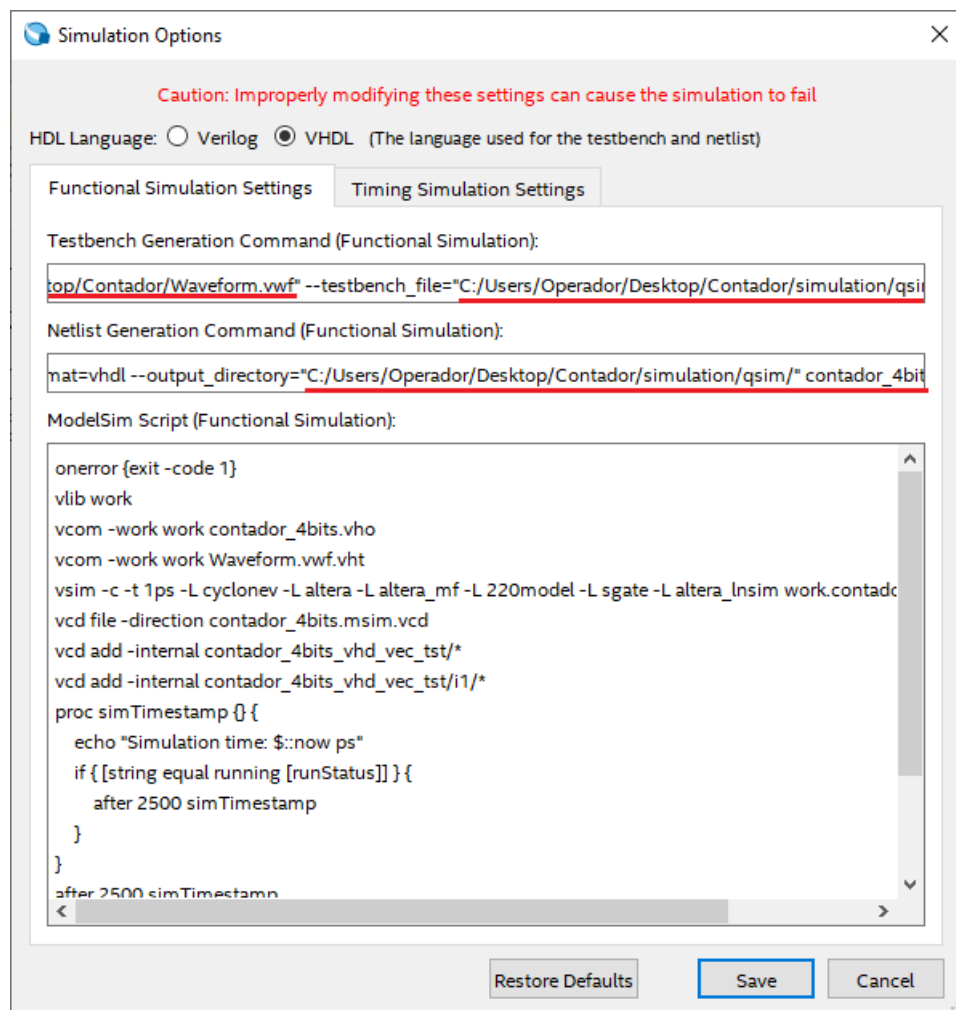 Simulation Options
Caution: Improperly modifying these settings can cause the simulation to fail
HDL Language: Verilog VHDL (The language used for the testbench and netlist)
Functional Simulation Settings Timing Simulation Settings
Testbench Generation Command (Functional Simulation):
top/Contador/Waveform.vwf" --testbench_file="C:/Users/Operador/Desktop/Contador/simulation/qsi
Netlist Generation Command (Functional Simulation):
mat=vhdl --output_directory="C:/Users/Operador/Desktop/Contador/simulation/qsim/" contador_4bit
ModelSim Script (Functional Simulation):
onerror {exit -code 1}
vlib work
vcom -work work contador_4bits.vho
vcom -work work Waveform.vwf.vht
vsim -c -t 1ps -L cyclonev -L altera -L altera_mf -L 220model -L sgate -L altera_lnsim work.contado
vcd file -direction contador_4bits.msim.vcd
vcd add -internal contador_4bits_vhd_vec_tst/*
vcd add -internal contador_4bits_vhd_vec_tst/i1/*
proc simTimestamp {} {
echo "Simulation time: $::now ps"
if { [string equal running [runStatus]] } {
after 2500 simTimestamp
}
}
after 2500 simTimestamp
Restore Defaults Save Cancel